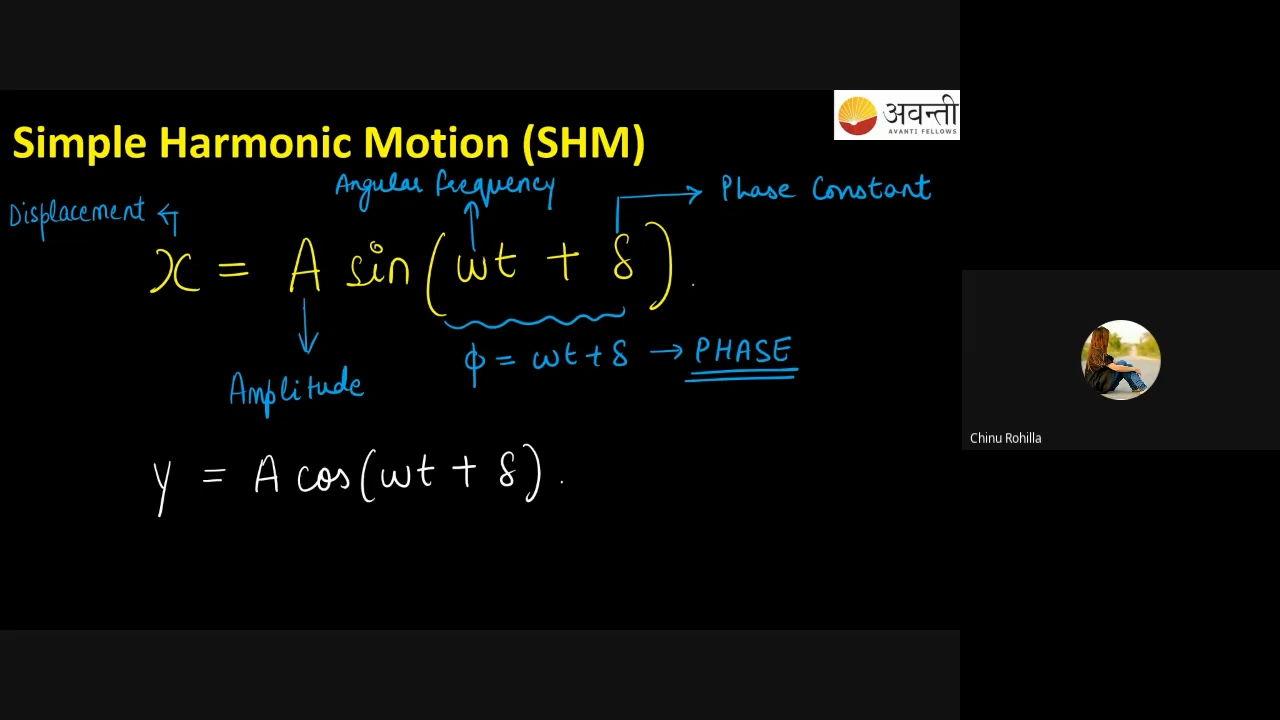 अवन्ती
AVANTI FELLOWS
Simple Harmonic Motion (SHM)
Angular frequency
Phase Constant
Displacement
x = A sin(ωt + δ).
ϕ = ωt + δ → PHASE
Amplitude
Chinu Rohilla
y = A cos(ωt + δ).